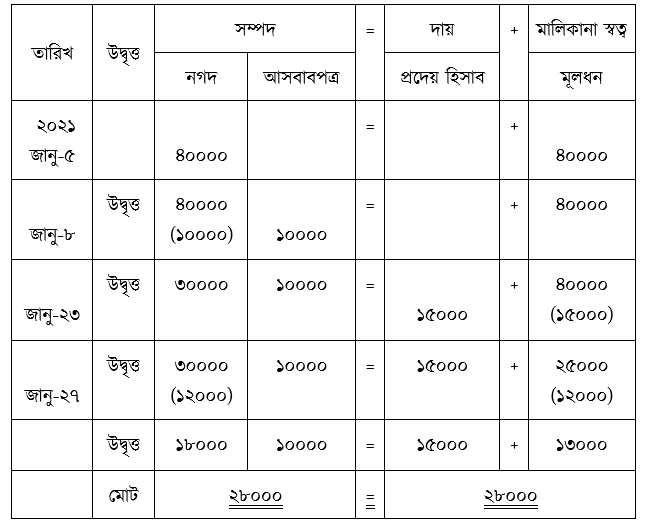 তারিখ উদ্বৃত্ত সম্পদ = দায় + মালিকানা স্বত্ব
নগদ আসবাবপত্র প্রদেয় হিসাব মূলধন
২০২১ = +
জানু-৫ ৪০০০০ ৪০০০০
উদ্বৃত্ত ৪০০০০ = + ৪০০০০
জানু-৮ (১০০০০) ১০০০০
উদ্বৃত্ত ৩০০০০ ১০০০০ = + ৪০০০০
জানু-২৩ ১৫০০০ (১৫০০০)
উদ্বৃত্ত ৩০০০০ ১০০০০ = ১৫০০০ + ২৫০০০
জানু-২৭ (১২০০০) (১২০০০)
উদ্বৃত্ত ১৮০০০ ১০০০০ = ১৫০০০ + ১৩০০০
মোট ২৮০০০ = ২৮০০০